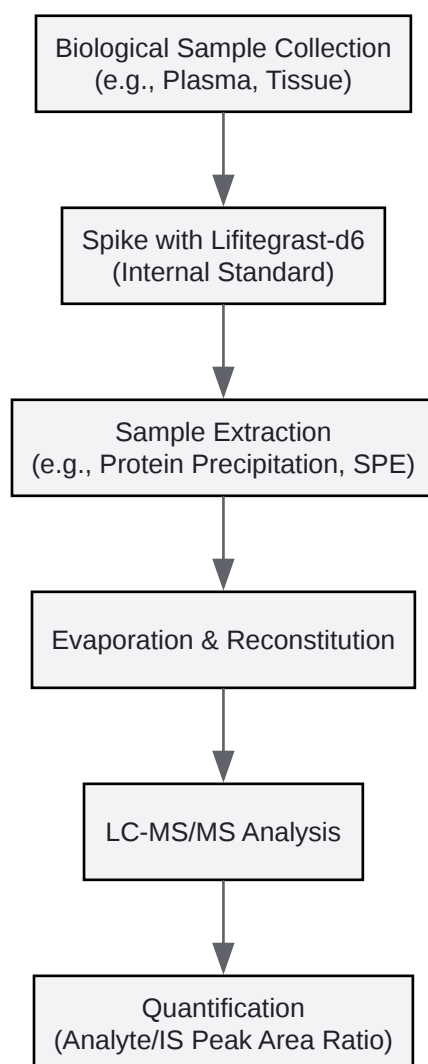 Biological Sample Collection
(e.g., Plasma, Tissue)
Spike with Lifitegrast-d6
(Internal Standard)
Sample Extraction
(e.g., Protein Precipitation, SPE)
Evaporation & Reconstitution
LC-MS/MS Analysis
Quantification
(Analyte/IS Peak Area Ratio)